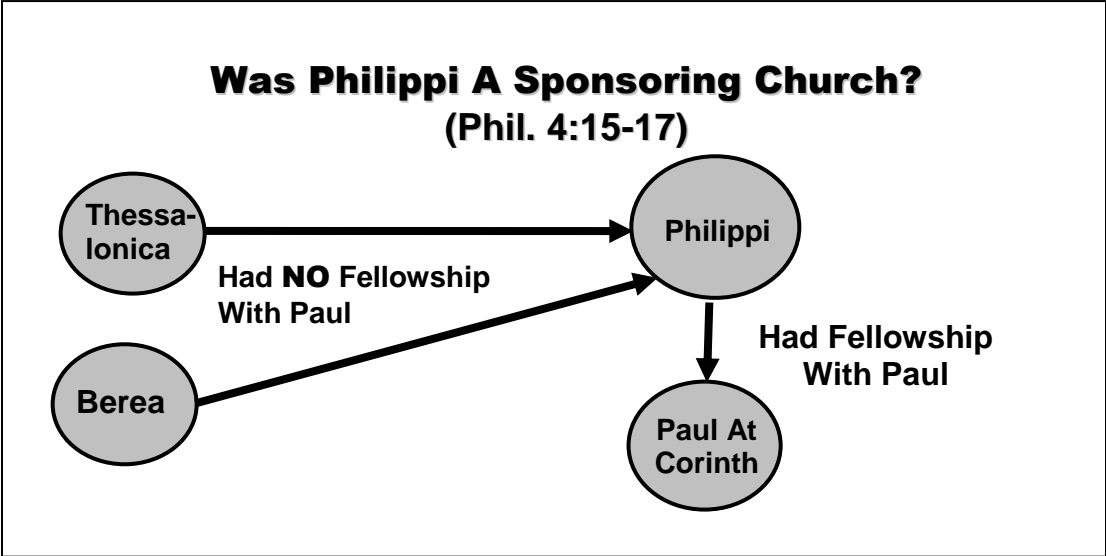 Was Philippi A Sponsoring Church?
(Phil. 4:15-17)
Thessa-
lonica
Philippi
Had NO Fellowship
With Paul
Berea
Had Fellowship
With Paul
Paul At
Corinth